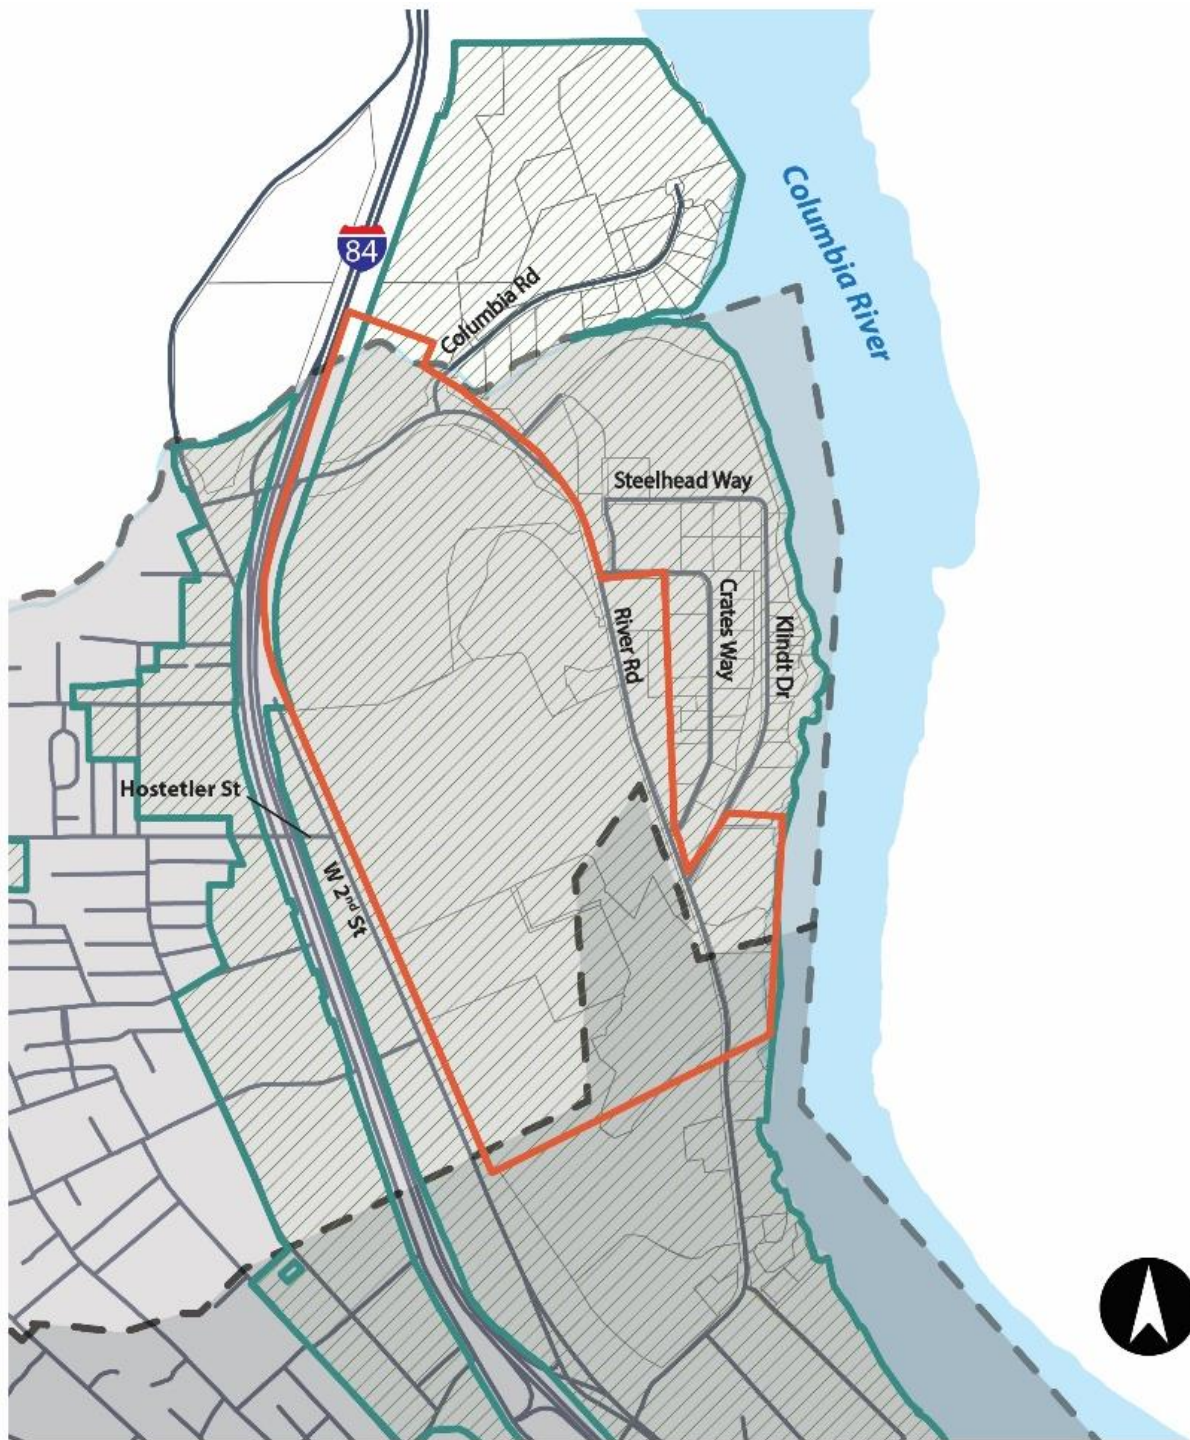 Columbia River
84
Columbia Rd
Steelhead Way
Crates Way
River Rd
Klindt Dr
Hostetler St
W 2nd St